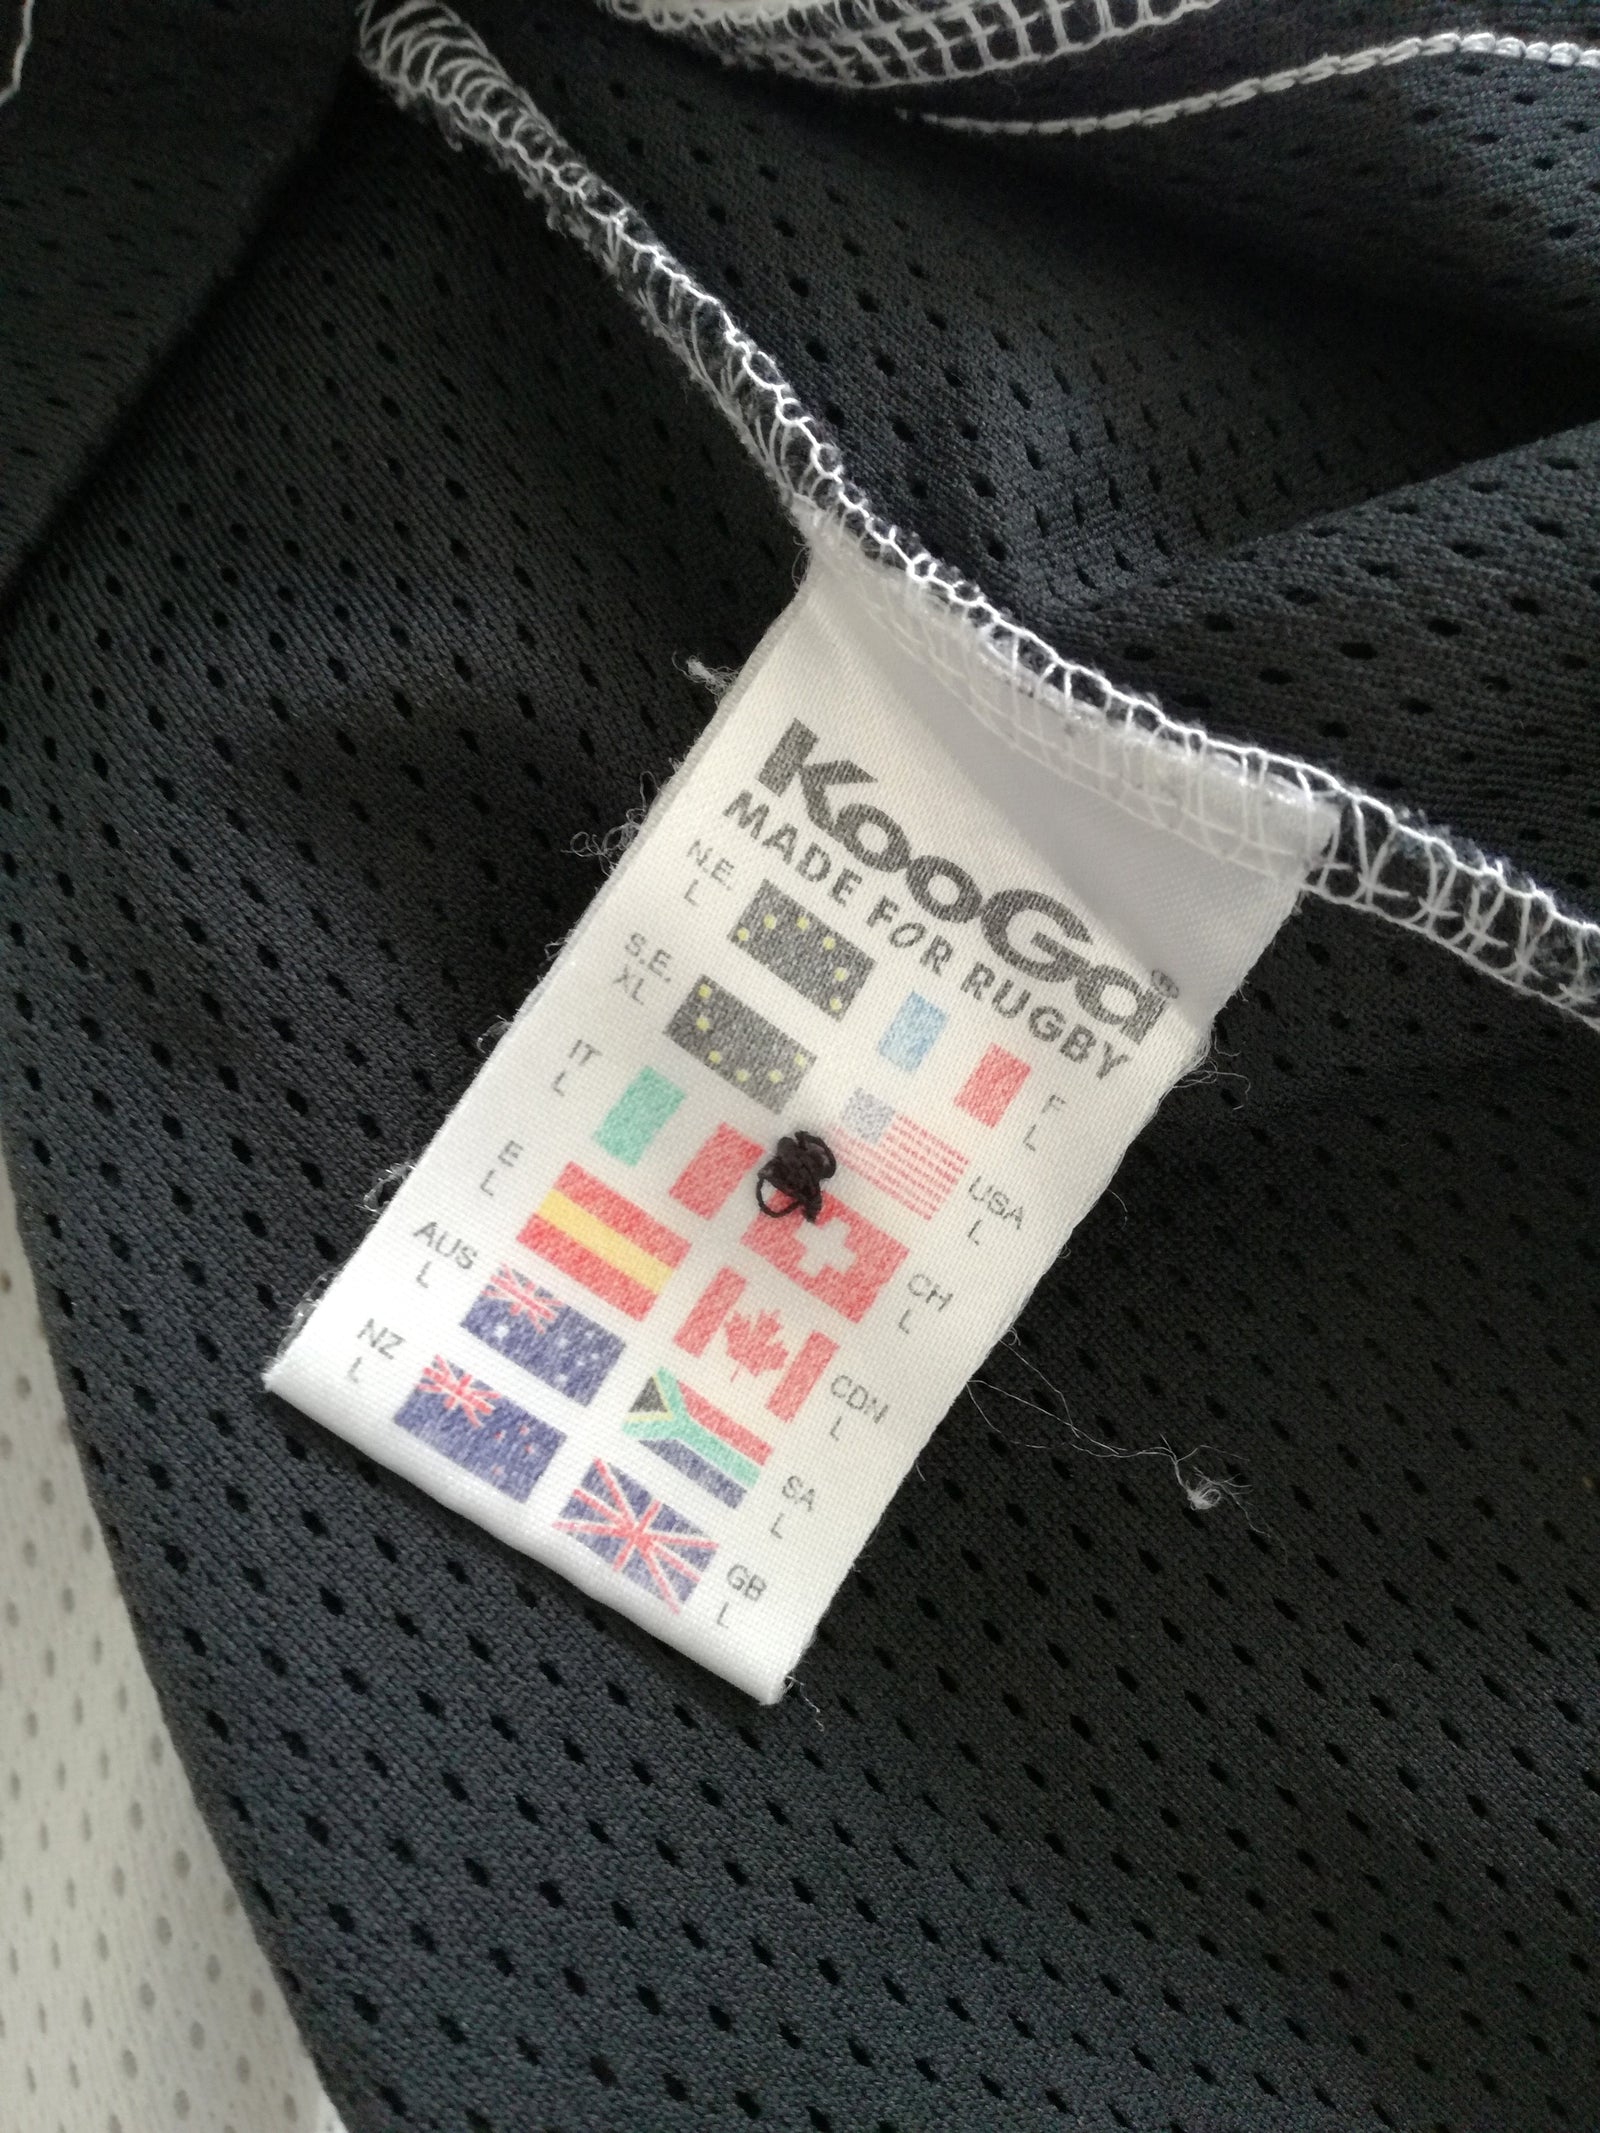 KooGa®
MADE FOR RUGBY
N.E.
L
S.E.
XL
IT
L
E
L
AUS
L
NZ
L
F
L
USA
L
CH
L
CDN
L
SA
L
GB
L